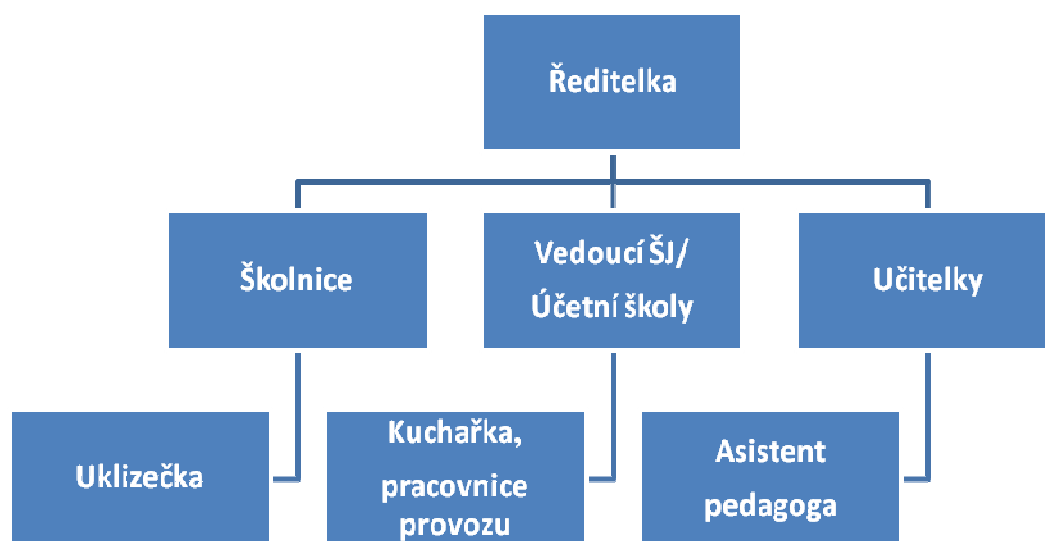 Ředitelka
Školnice
Vedoucí ŠJ/
Účetní školy
Učitelky
Uklizečka
Kuchařka,
pracovnice
provozu
Asistent
pedagoga